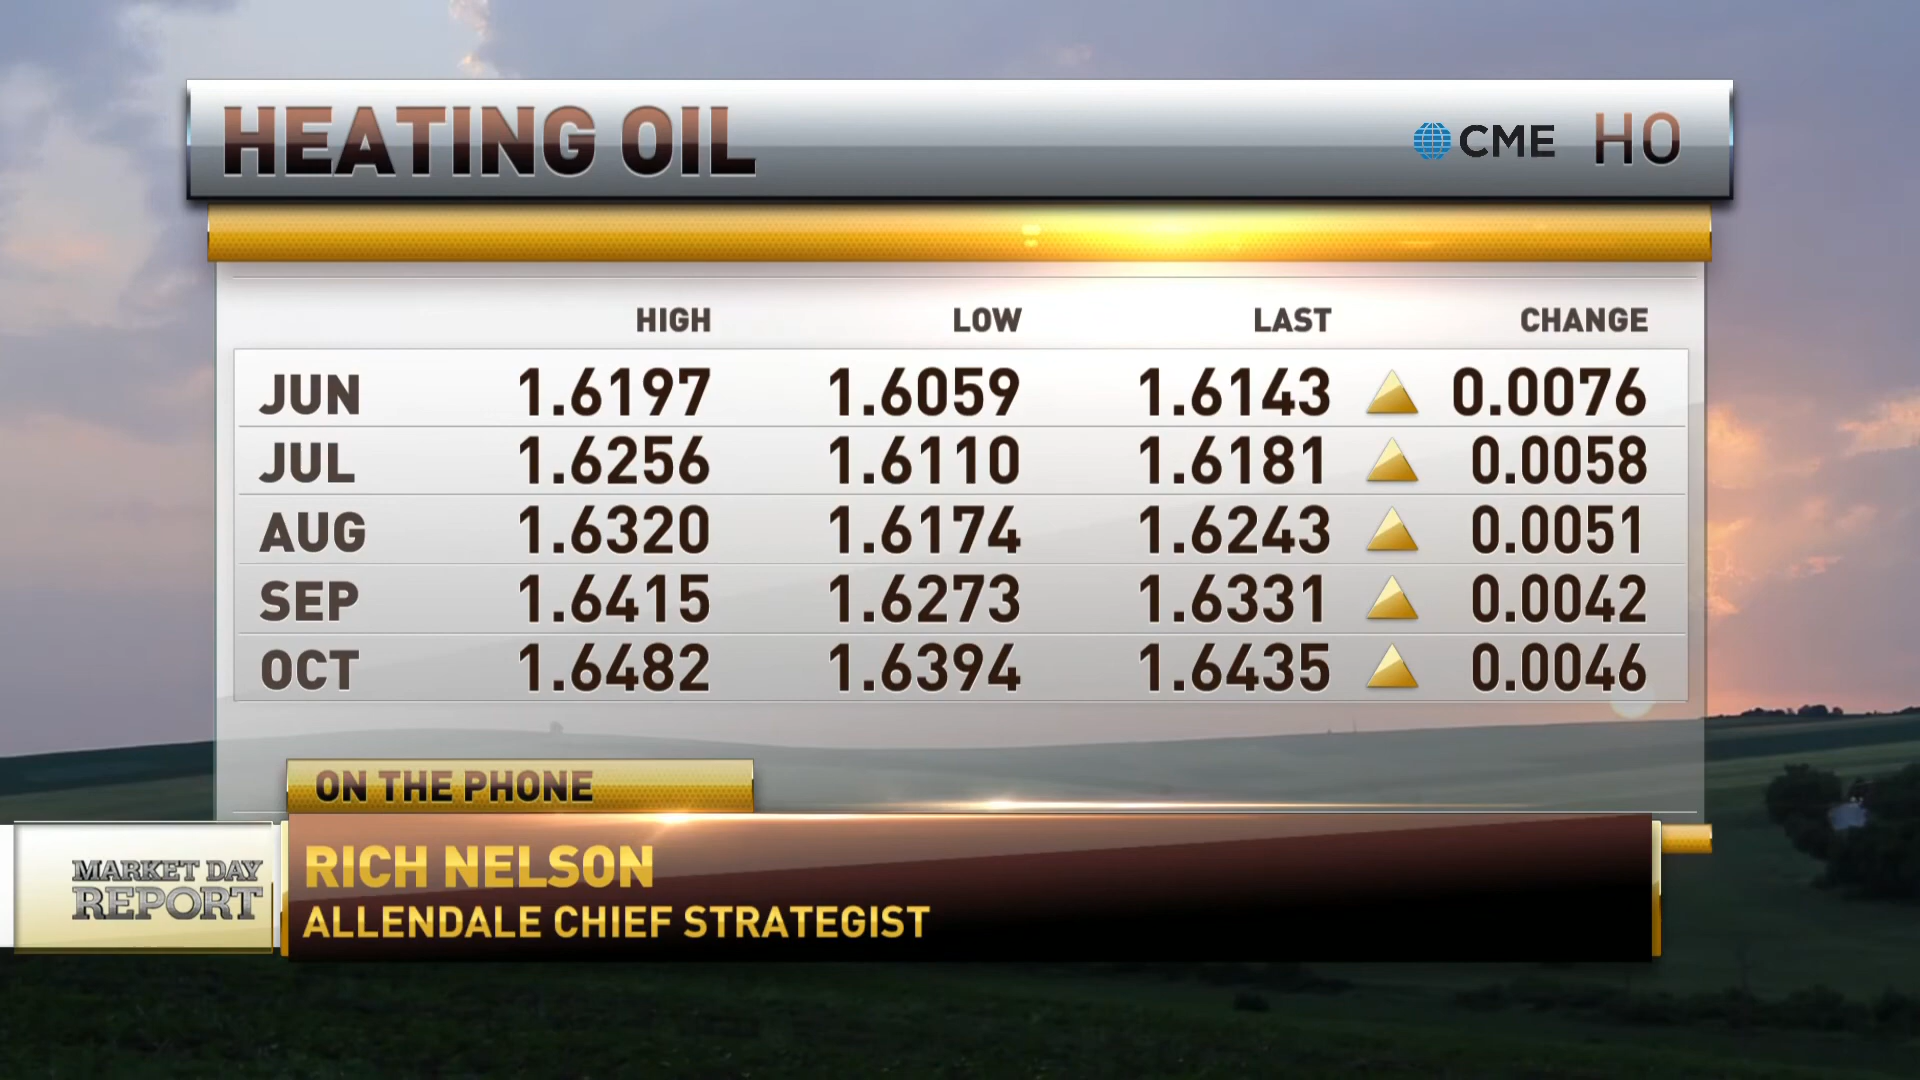 HEATING OIL CME HO
HIGH LOW LAST CHANGE
JUN 1.6197 1.6059 1.6143 0.0076
JUL 1.6256 1.6110 1.6181 0.0058
AUG 1.6320 1.6174 1.6243 0.0051
SEP 1.6415 1.6273 1.6331 0.0042
OCT 1.6482 1.6394 1.6435 0.0046
ON THE PHONE
MARKET DAY
REPORT
RICH NELSON
ALLENDALE CHIEF STRATEGIST